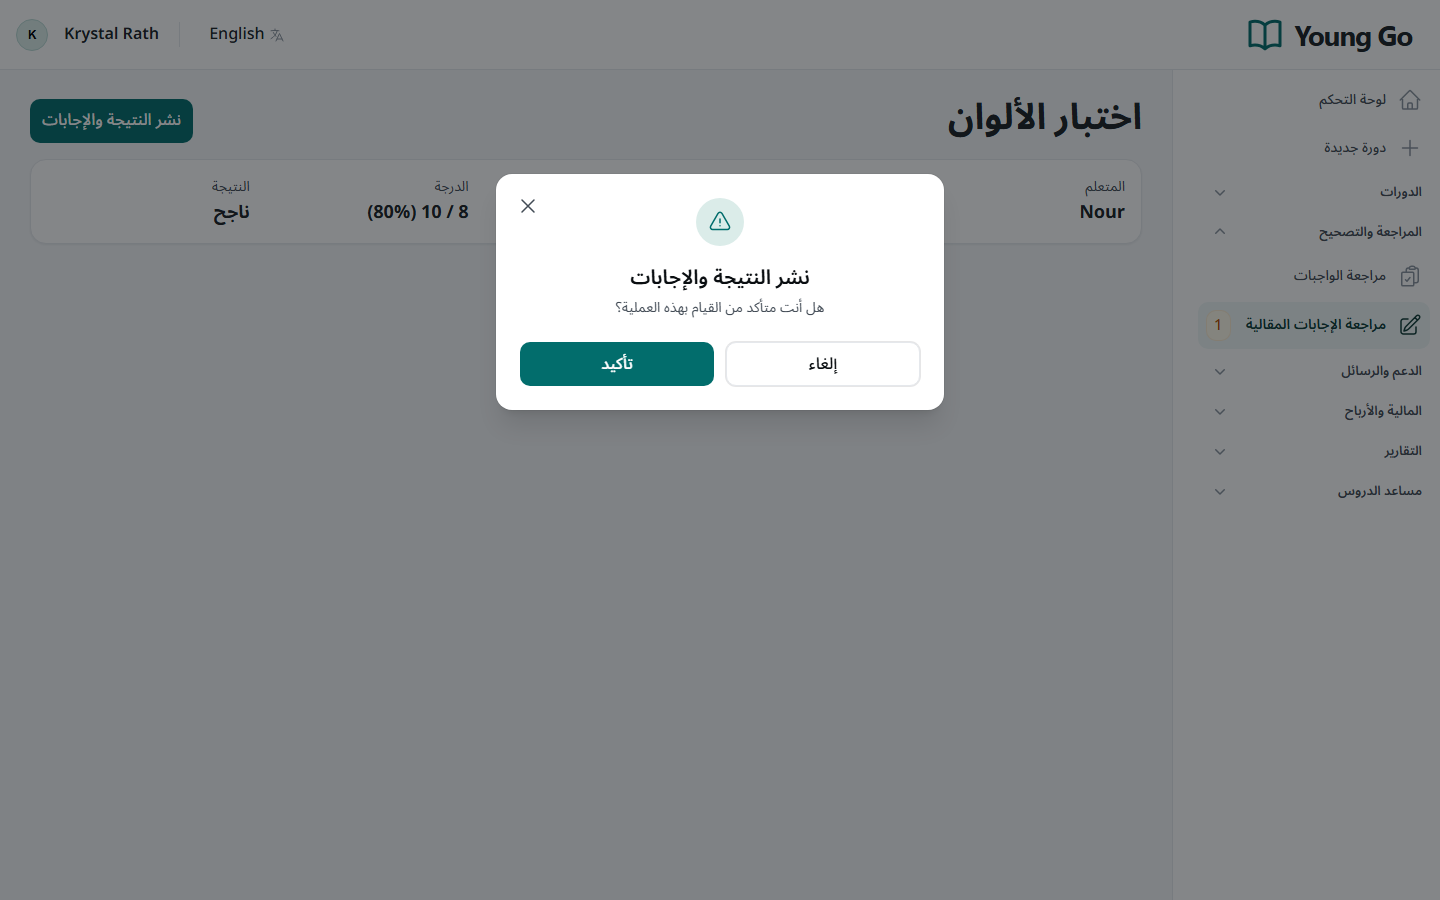 Young Go
English
Krystal Rath
K
لوحة التحكم
دورة جديدة
الدورات
المراجعة والتصحيح
مراجعة الواجبات
مراجعة الإجابات المقالية
1
الدعم والرسائل
المالية والأرباح
التقارير
مساعد الدروس
اختبار الألوان
نشر النتيجة والإجابات
المتعلم
Nour
الدرجة
8 / 10 (80%)
النتيجة
ناجح
نشر النتيجة والإجابات
هل أنت متأكد من القيام بهذه العملية؟
إلغاء
تأكيد